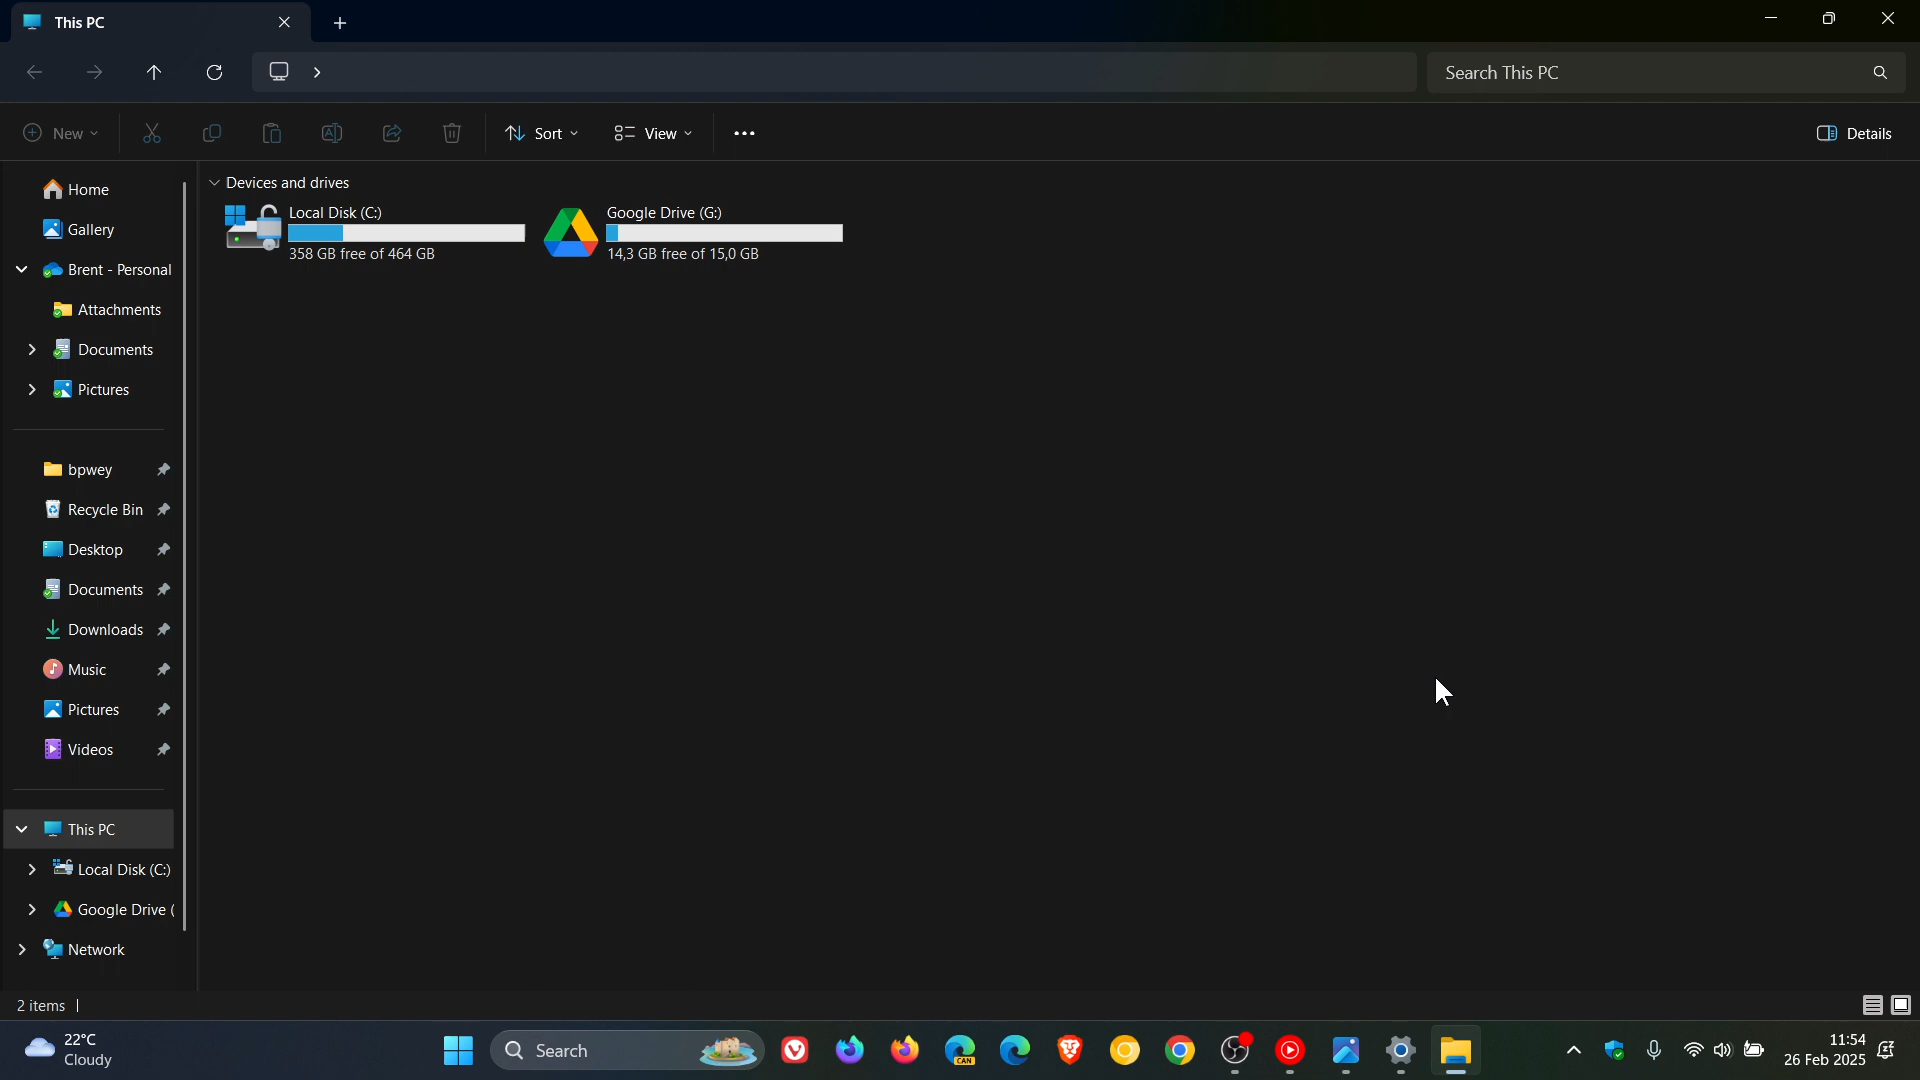 This PC
Search This PC
New
Sort
View
Details
Home
Gallery
Brent - Personal
Attachments
Documents
Pictures
bpwey
Recycle Bin
Desktop
Documents
Downloads
Music
Pictures
Videos
This PC
Local Disk (C:)
Google Drive (
Network
Devices and drives
Local Disk (C:)
358 GB free of 464 GB
Google Drive (G:)
14,3 GB free of 15,0 GB
2 items
22°C
Cloudy
Search
CAN
11:54
26 Feb 2025